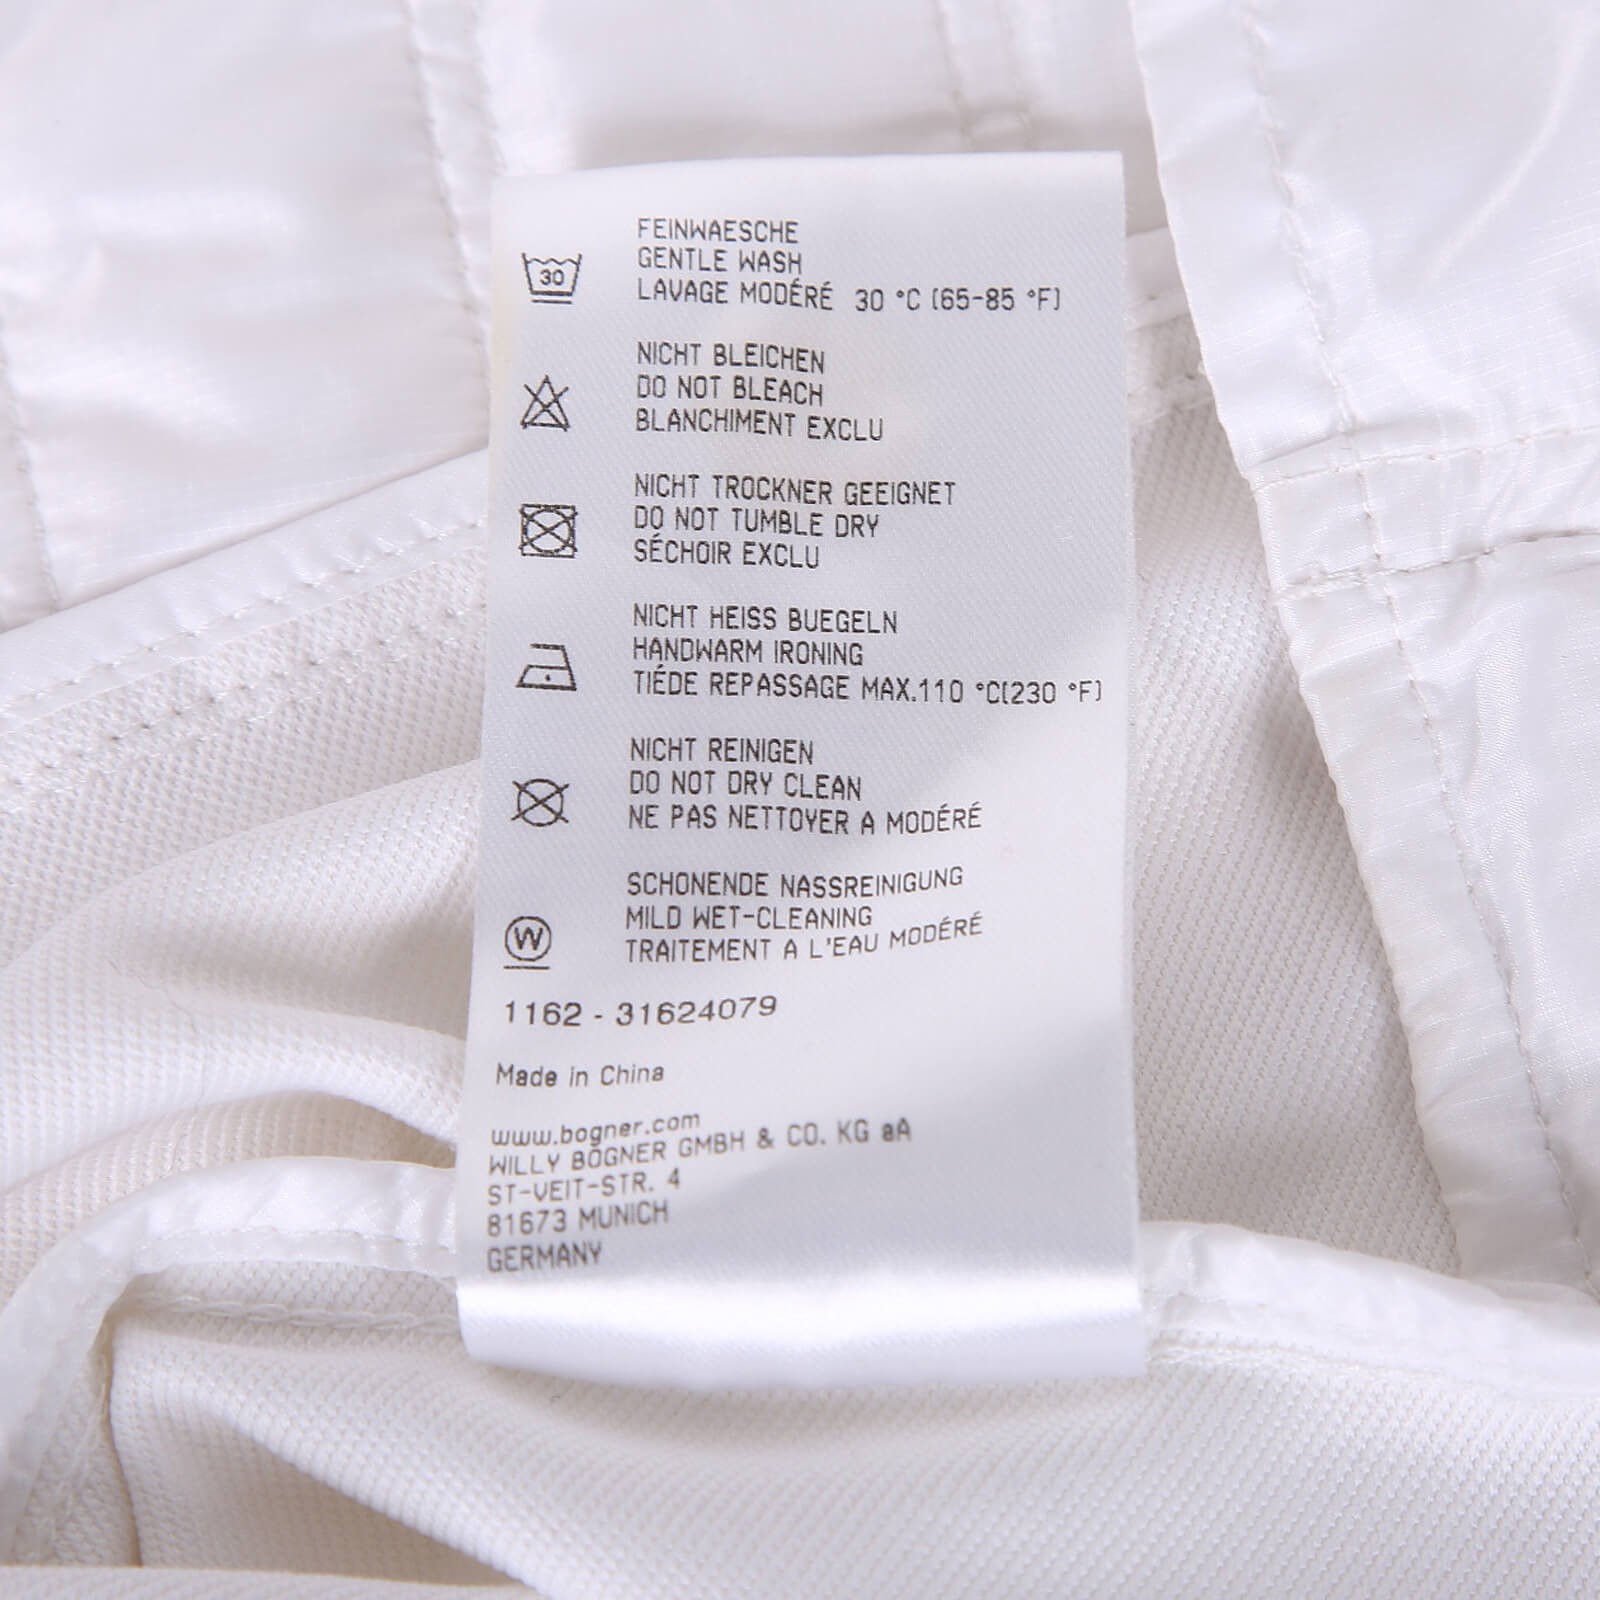 30
FEINWAESCHE
GENTLE WASH
LAVAGE MODÉRÉ 30 °C (65-85 °F)
NICHT BLEICHEN
DO NOT BLEACH
BLANCHIMENT EXCLU
NICHT TROCKNER GEEIGNET
DO NOT TUMBLE DRY
SÉCHOIR EXCLU
NICHT HEISS BUEGELN
HANDWARM IRONING
TIÉDE REPASSAGE MAX.110 °C(230 °F)
NICHT REINIGEN
DO NOT DRY CLEAN
NE PAS NETTOYER A MODÉRÉ
W
SCHONENDE NASSREINIGUNG
MILD WET-CLEANING
TRAITEMENT A L'EAU MODÉRÉ
1162 - 31624079
Made in China
www.bogner.com
WILLY BOGNER GMBH & CO. KG aA
ST-VEIT-STR. 4
81673 MUNICH
GERMANY